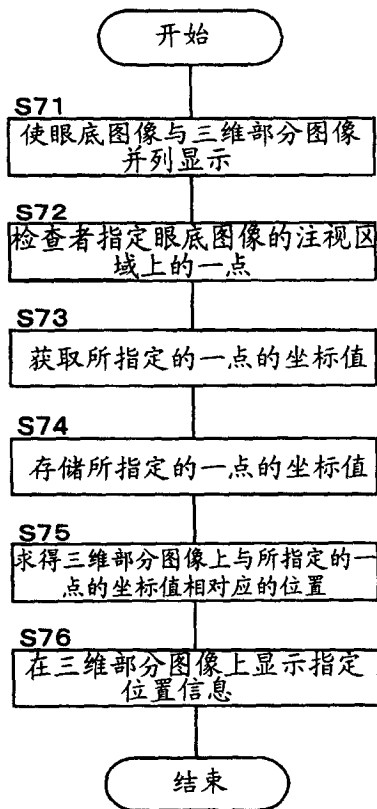 开始
S71
使眼底图像与三维部分图像
并列显示
S72
检查者指定眼底图像的注视区
域上的一点
S73
获取所指定的一点的坐标值
S74
存储所指定的一点的坐标值
S75
求得三维部分图像上与所指定的一
点的坐标值相对应的位置
S76
在三维部分图像上显示指定
位置信息
结束